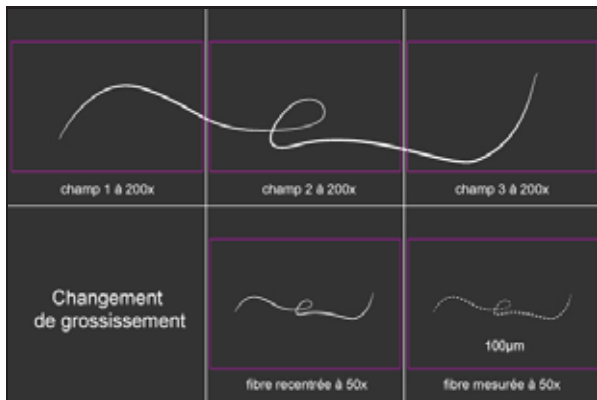 champ 1 à 200x
champ 2 à 200x
champ 3 à 200x
Changement
de grossissement
100µm
fibre recentrée à 50x
fibre mesurée à 50x